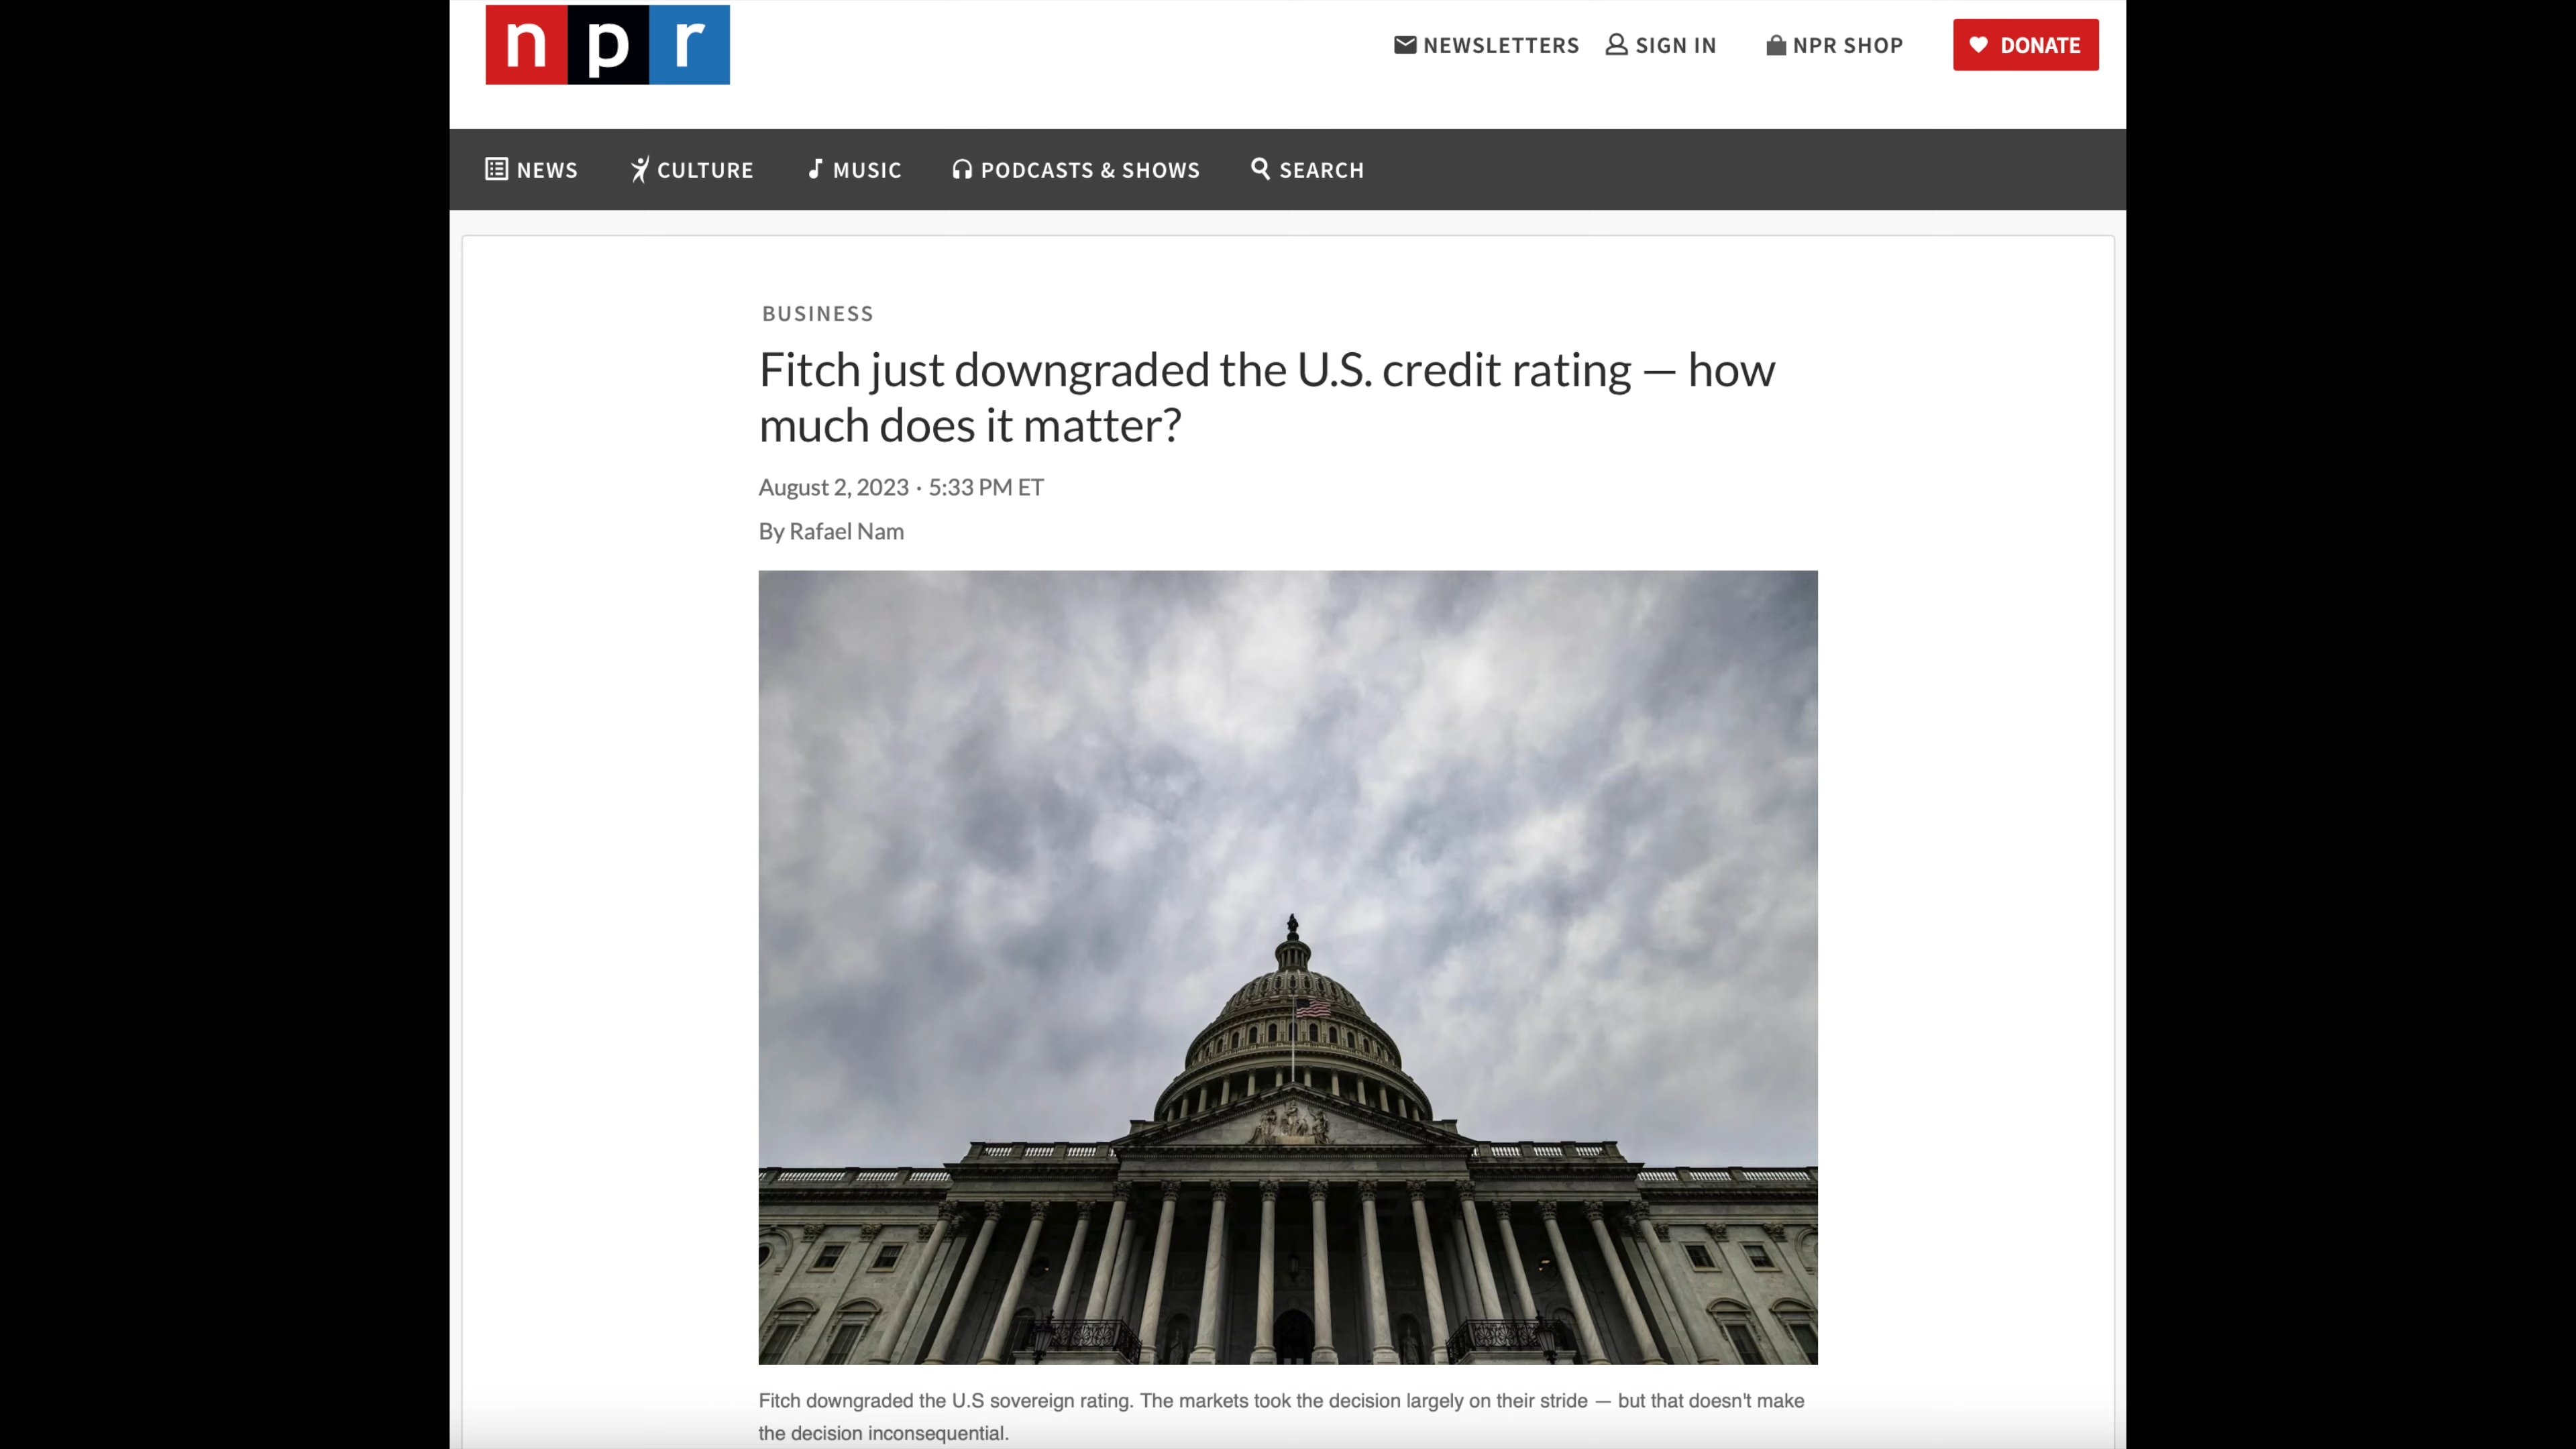 npr
NEWSLETTERS
SIGN IN
NPR SHOP
DONATE
NEWS
CULTURE
MUSIC
PODCASTS & SHOWS
SEARCH
BUSINESS
Fitch just downgraded the U.S. credit rating — how
much does it matter?
August 2, 2023 · 5:33 PM ET
By Rafael Nam
Fitch downgraded the U.S sovereign rating. The markets took the decision largely on their stride — but that doesn't make
the decision inconsequential.